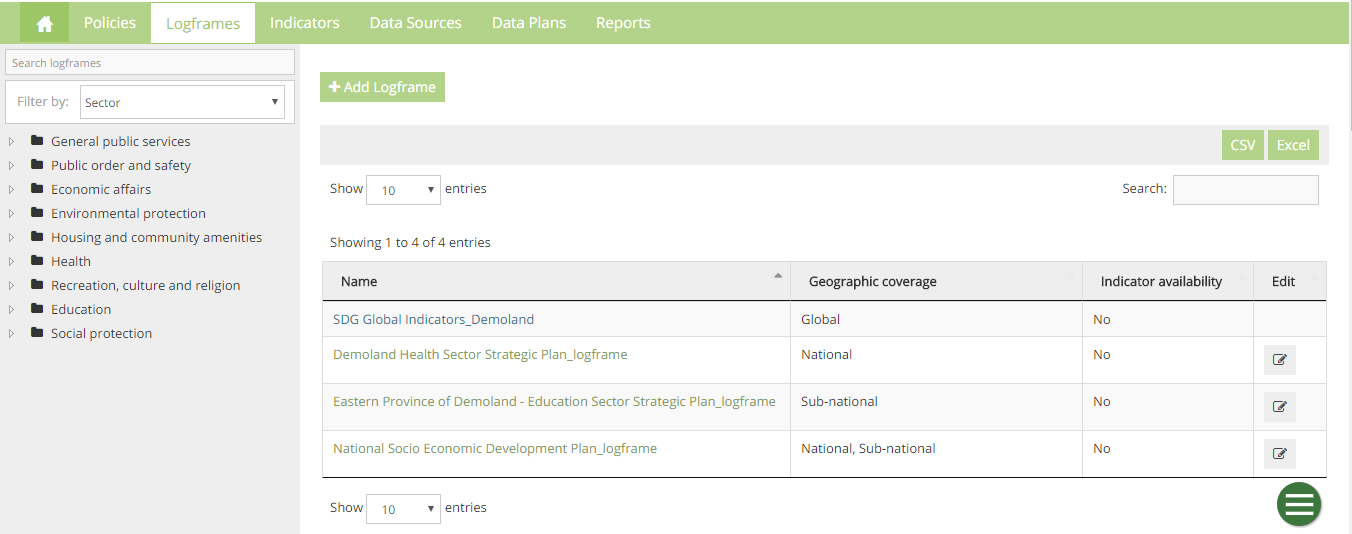 Policies Logframes Indicators Data Sources Data Plans Reports
Search logframes
Filter by: Sector
General public services
Public order and safety
Economic affairs
Environmental protection
Housing and community amenities
Health
Recreation, culture and religion
Education
Social protection
Add Logframe
CSV Excel
Show 10 entries Search:
Showing 1 to 4 of 4 entries
Name Geographic coverage Indicator availability Edit
SDG Global Indicators_Demoland Global No
Demoland Health Sector Strategic Plan_logframe National No
Eastern Province of Demoland - Education Sector Strategic Plan_logframe Sub-national No
National Socio Economic Development Plan_logframe National, Sub-national No
Show 10 entries